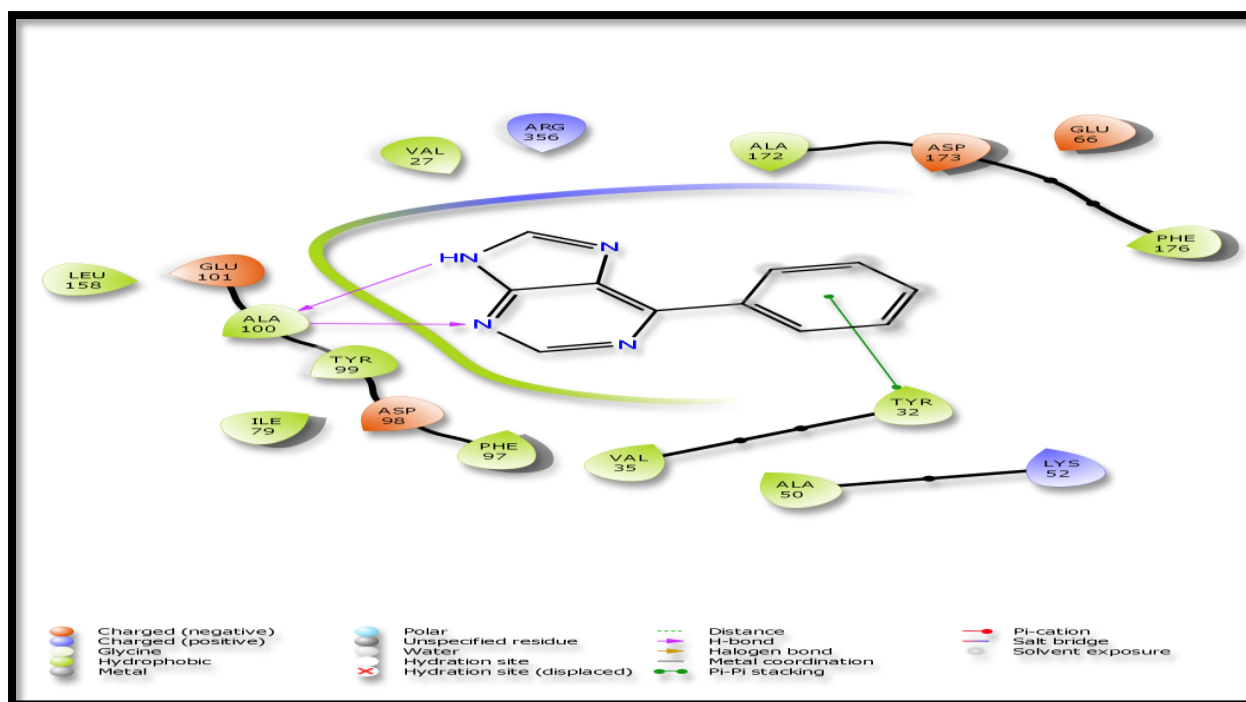 ARG
356
VAL
27
ALA
172
ASP
173
GLU
66
PHE
176
LEU
158
GLU
101
ALA
100
TYR
99
ASP
98
ILE
79
PHE
97
HN
N
N
N
VAL
35
TYR
32
ALA
50
LYS
52
Charged (negative)
Charged (positive)
Glycine
Hydrophobic
Metal
Polar
Unspecified residue
Water
Hydration site
Hydration site (displaced)
Distance
H-bond
Halogen bond
Metal coordination
Pi-Pi stacking
Pi-cation
Salt bridge
Solvent exposure